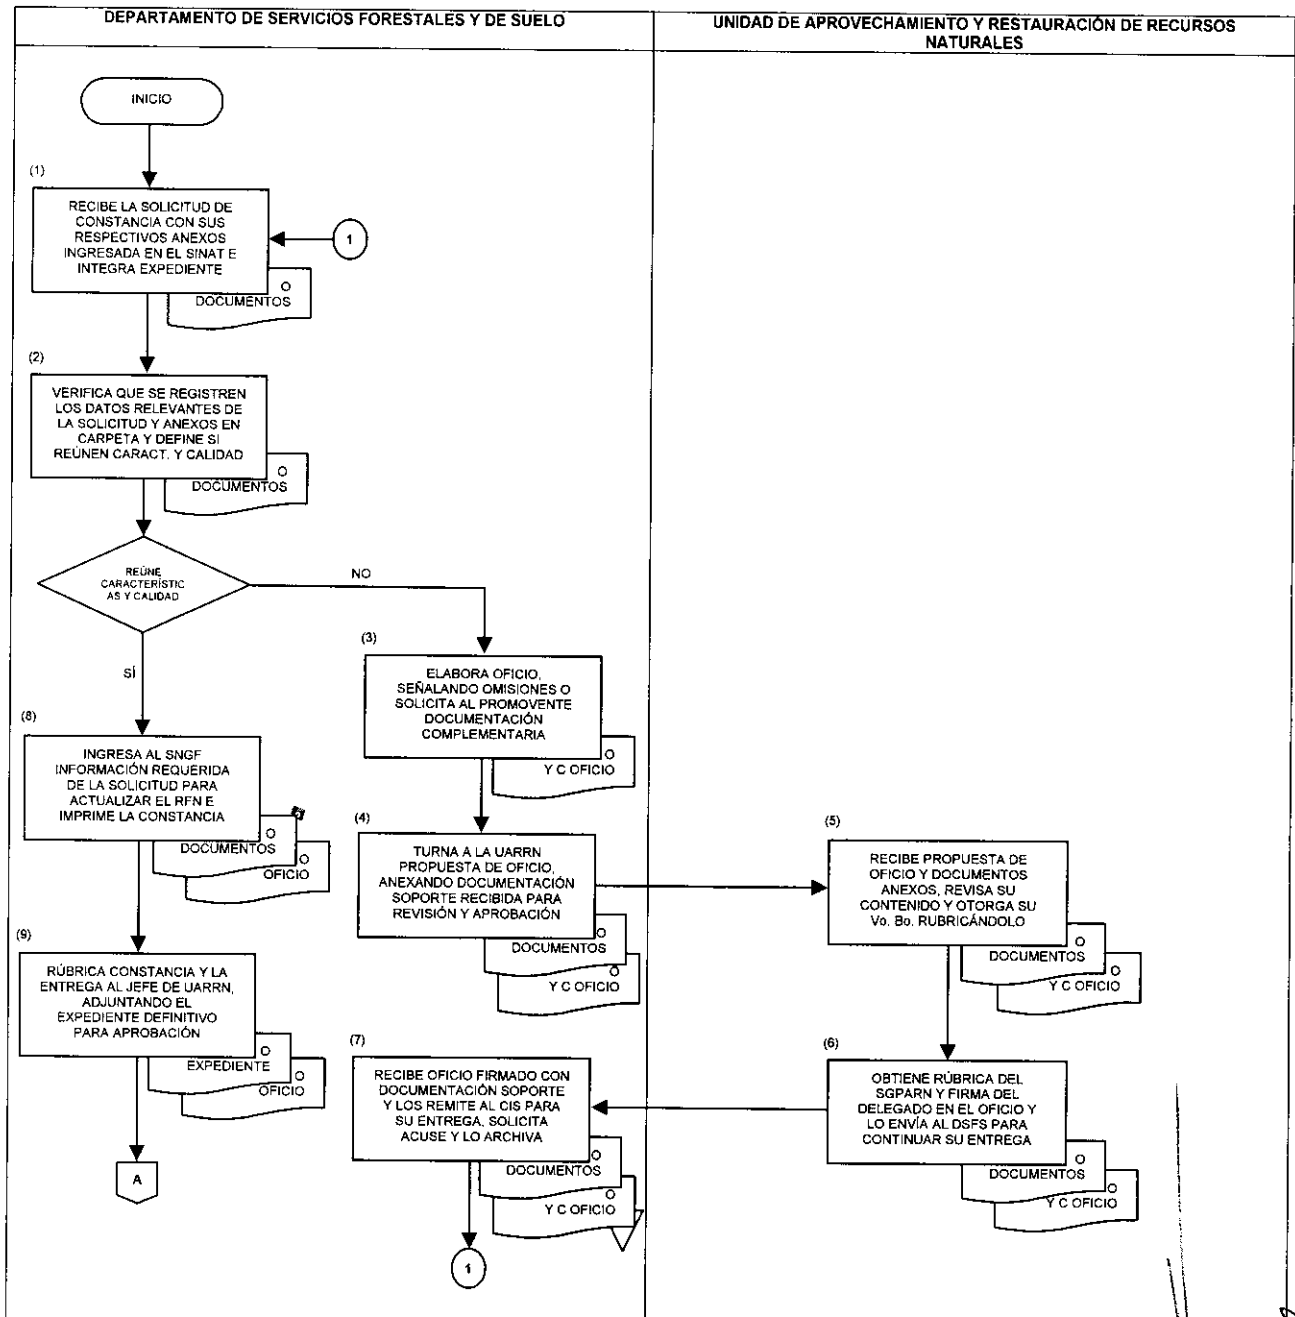 DEPARTAMENTO DE SERVICIOS FORESTALES Y DE SUELO
UNIDAD DE APROVECHAMIENTO Y RESTAURACIÓN DE RECURSOS
NATURALES
INICIO
(1)
RECIBE LA SOLICITUD DE
CONSTANCIA CON SUS
RESPECTIVOS ANEXOS
INGRESADA EN EL SINAT E
INTEGRA EXPEDIENTE
1
O
DOCUMENTOS
(2)
VERIFICA QUE SE REGISTREN
LOS DATOS RELEVANTES DE
LA SOLICITUD Y ANEXOS EN
CARPETA Y DEFINE SI
REÚNEN CARACT. Y CALIDAD
O
DOCUMENTOS
REÚNE
CARACTERÍSTIC
AS Y CALIDAD
NO
SÍ
(3)
ELABORA OFICIO,
SEÑALANDO OMISIONES O
SOLICITA AL PROMOVENTE
DOCUMENTACIÓN
COMPLEMENTARIA
O
Y C OFICIO
(8)
INGRESA AL SNGF
INFORMACIÓN REQUERIDA
DE LA SOLICITUD PARA
ACTUALIZAR EL RFN E
IMPRIME LA CONSTANCIA
O
DOCUMENTOS
O
OFICIO
(4)
TURNA A LA UARRN
PROPUESTA DE OFICIO,
ANEXANDO DOCUMENTACIÓN
SOPORTE RECIBIDA PARA
REVISIÓN Y APROBACIÓN
O
DOCUMENTOS
O
Y C OFICIO
(5)
RECIBE PROPUESTA DE
OFICIO Y DOCUMENTOS
ANEXOS, REVISA SU
CONTENIDO Y OTORGA SU
Vo. Bo. RUBRICÁNDOLO
O
DOCUMENTOS
O
Y C OFICIO
(9)
RÚBRICA CONSTANCIA Y LA
ENTREGA AL JEFE DE UARRN,
ADJUNTANDO EL
EXPEDIENTE DEFINITIVO
PARA APROBACIÓN
O
EXPEDIENTE
O
OFICIO
A
(7)
RECIBE OFICIO FIRMADO CON
DOCUMENTACIÓN SOPORTE
Y LOS REMITE AL CIS PARA
SU ENTREGA, SOLICITA
ACUSE Y LO ARCHIVA
O
DOCUMENTOS
O
Y C OFICIO
1
(6)
OBTIENE RÚBRICA DEL
SGPARN Y FIRMA DEL
DELEGADO EN EL OFICIO Y
LO ENVÍA AL DSFS PARA
CONTINUAR SU ENTREGA
O
DOCUMENTOS
O
Y C OFICIO